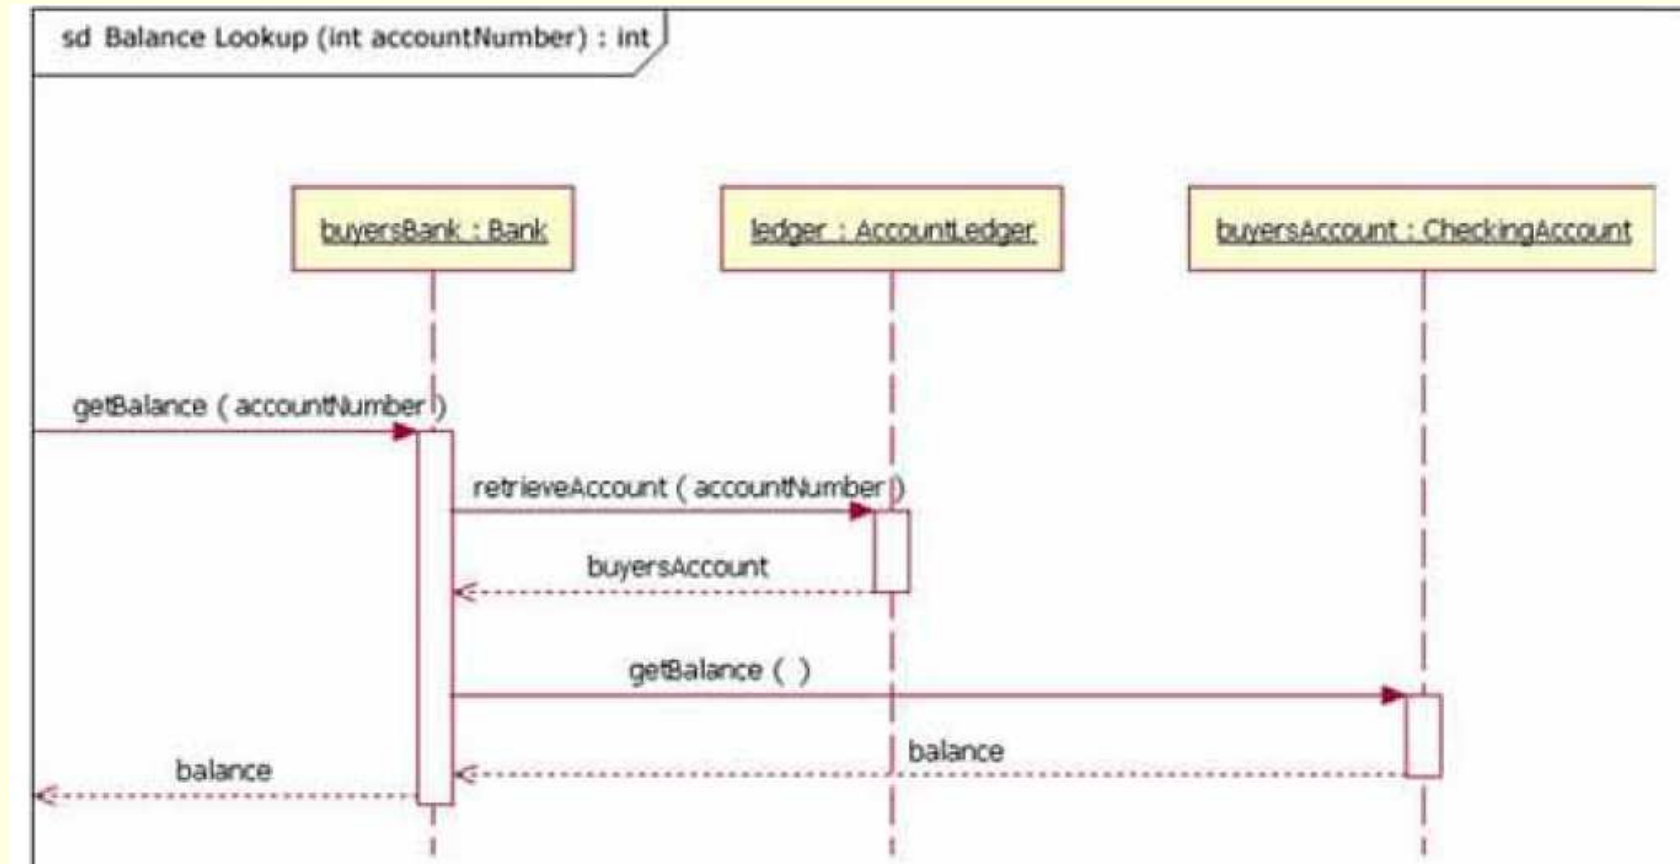 sd Balance Lookup (int accountNumber) : int
buyersBank : Bank
ledger : AccountLedger
buyersAccount : CheckingAccount
getBalance ( accountNumber )
retrieveAccount ( accountNumber )
buyersAccount
getBalance ( )
balance
balance